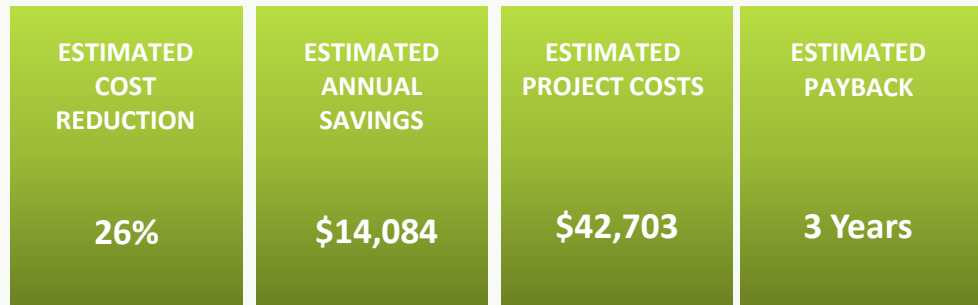 ESTIMATED
COST
REDUCTION
26%
ESTIMATED
ANNUAL
SAVINGS
$14,084
ESTIMATED
PROJECT COSTS
$42,703
ESTIMATED
PAYBACK
3 Years